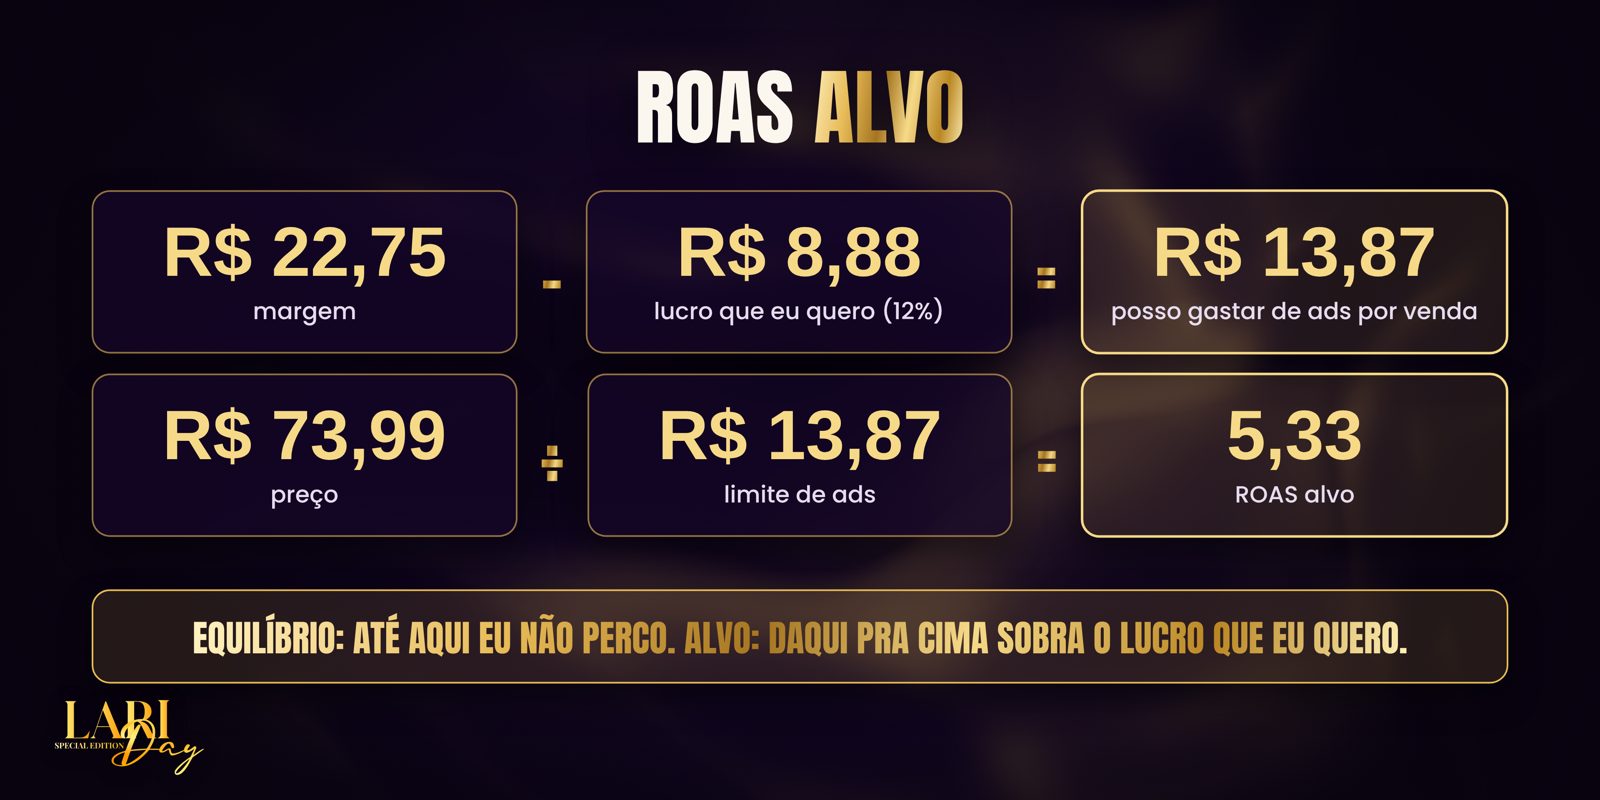 ROAS ALVO
R$ 22,75
margem
-
R$ 8,88
lucro que eu quero (12%)
=
R$ 13,87
posso gastar de ads por venda
R$ 73,99
preço
÷
R$ 13,87
limite de ads
=
5,33
ROAS alvo
EQUILÍBRIO: ATÉ AQUI EU NÃO PERCO. ALVO: DAQUI PRA CIMA SOBRA O LUCRO QUE EU QUERO.
LARI
SPECIAL EDITION Day